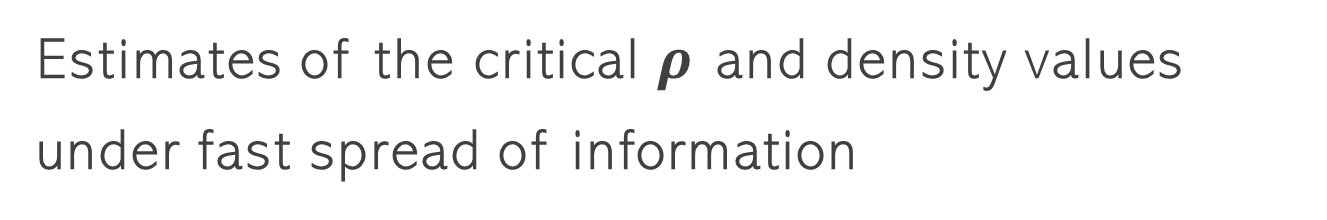 Estimates of the critical ρ and density values
under fast spread of information